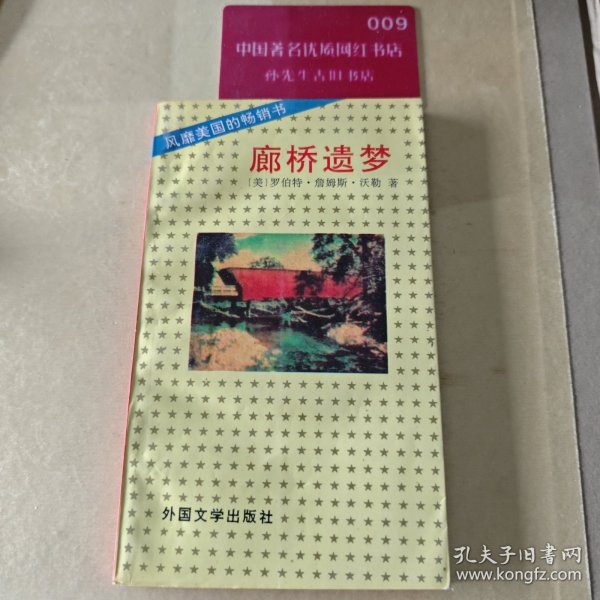 009
中国著名优质网红书店
孙先生古旧书店
风靡美国的畅销书
廊桥遗梦
〔美〕罗伯特·詹姆斯·沃勒 著
外国文学出版社
孔夫子旧书网
www.kongfz.com